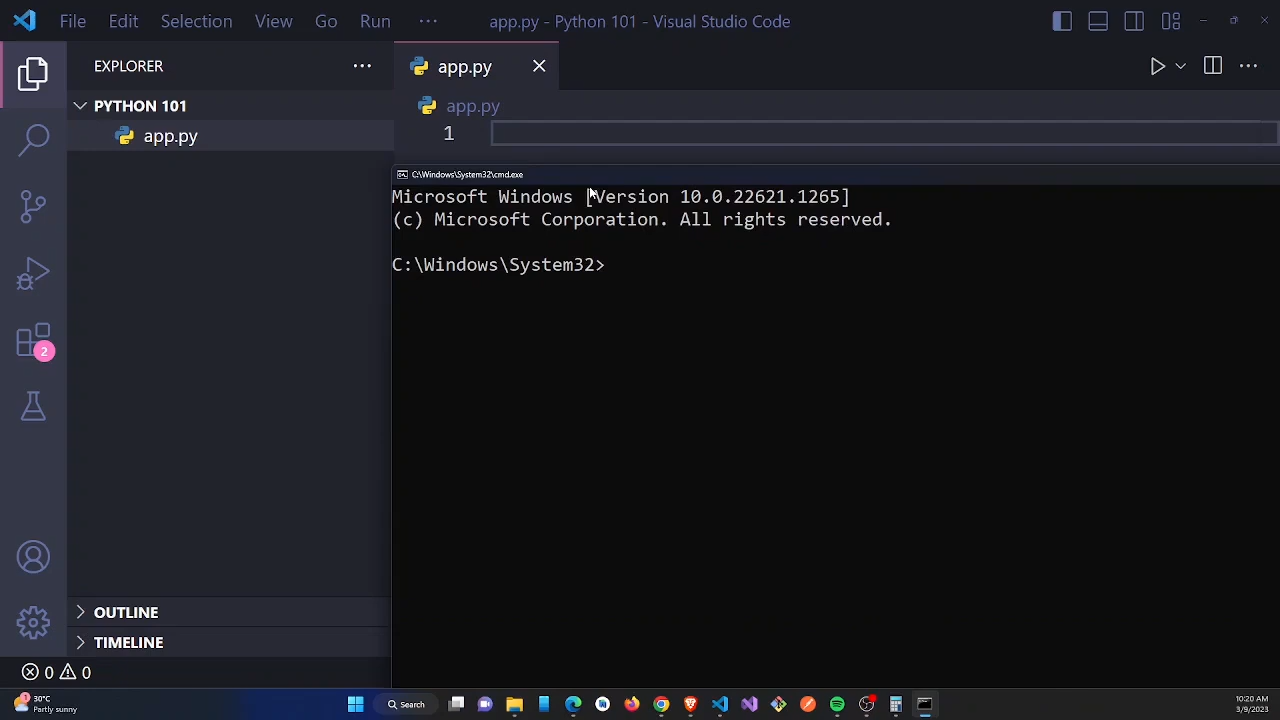 File Edit Selection View Go Run ··· app.py - Python 101 - Visual Studio Code
EXPLORER ···
app.py
PYTHON 101
app.py
app.py
1
C:\Windows\System32\cmd.exe
Microsoft Windows [Version 10.0.22621.1265]
(c) Microsoft Corporation. All rights reserved.
C:\Windows\System32>
2
OUTLINE
TIMELINE
0 0
1
30°C
Partly sunny
Search
10:20 AM
3/9/2023